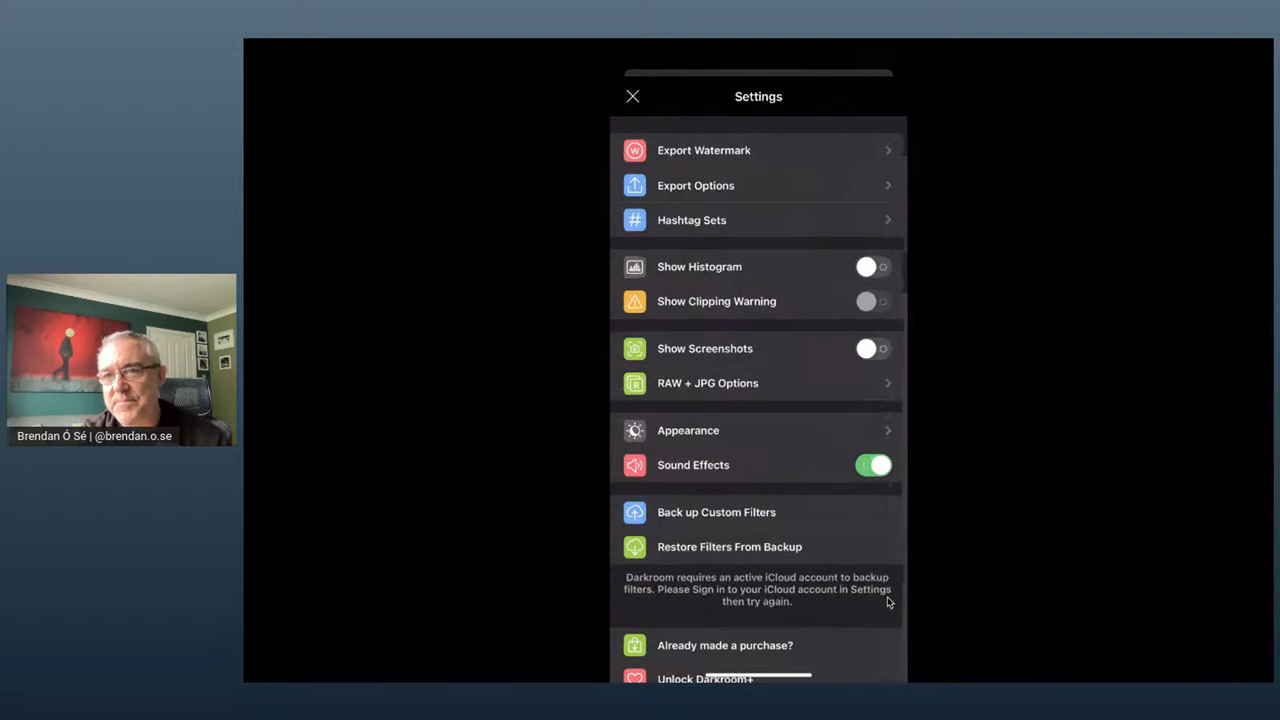 Settings
Export Watermark
Export Options
Hashtag Sets
Show Histogram
Show Clipping Warning
Show Screenshots
RAW + JPG Options
Appearance
Sound Effects
Back up Custom Filters
Restore Filters From Backup
Darkroom requires an active iCloud account to backup
filters. Please Sign in to your iCloud account in Settings
then try again.
Already made a purchase?
Unlock Darkroom+
Brendan Ó Sé | @brendan.o.se